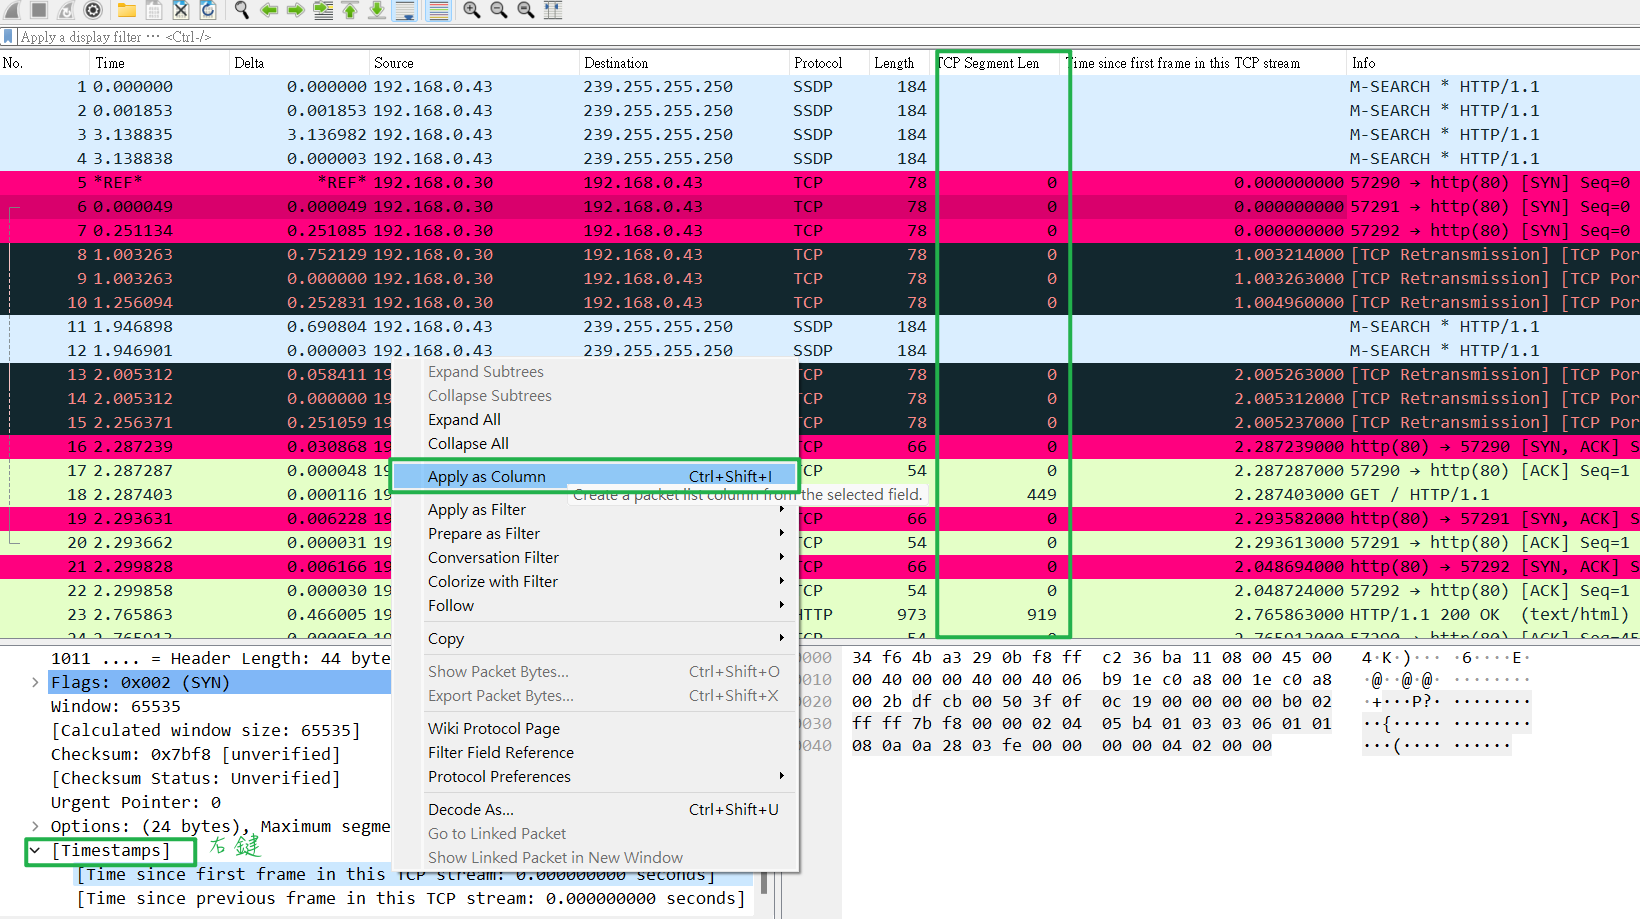 Apply a display filter ··· <Ctrl-/>
No. Time Delta Source Destination Protocol Length TCP Segment Len Time since first frame in this TCP stream Info
1 0.000000 0.000000 192.168.0.43 239.255.255.250 SSDP 184 M-SEARCH * HTTP/1.1
2 0.001853 0.001853 192.168.0.43 239.255.255.250 SSDP 184 M-SEARCH * HTTP/1.1
3 3.138835 3.136982 192.168.0.43 239.255.255.250 SSDP 184 M-SEARCH * HTTP/1.1
4 3.138838 0.000003 192.168.0.43 239.255.255.250 SSDP 184 M-SEARCH * HTTP/1.1
5 *REF* *REF* 192.168.0.30 192.168.0.43 TCP 78 0 0.000000000 57290 → http(80) [SYN] Seq=0
6 0.000049 0.000049 192.168.0.30 192.168.0.43 TCP 78 0 0.000000000 57291 → http(80) [SYN] Seq=0
7 0.251134 0.251085 192.168.0.30 192.168.0.43 TCP 78 0 0.000000000 57292 → http(80) [SYN] Seq=0
8 1.003263 0.752129 192.168.0.30 192.168.0.43 TCP 78 0 1.003214000 [TCP Retransmission] [TCP Por
9 1.003263 0.000000 192.168.0.30 192.168.0.43 TCP 78 0 1.003263000 [TCP Retransmission] [TCP Por
10 1.256094 0.252831 192.168.0.30 192.168.0.43 TCP 78 0 1.004960000 [TCP Retransmission] [TCP Por
11 1.946898 0.690804 192.168.0.43 239.255.255.250 SSDP 184 M-SEARCH * HTTP/1.1
12 1.946901 0.000003 192.168.0.43 239.255.255.250 SSDP 184 M-SEARCH * HTTP/1.1
13 2.005312 0.058411 19 TCP 78 0 2.005263000 [TCP Retransmission] [TCP Por
14 2.005312 0.000000 19 TCP 78 0 2.005312000 [TCP Retransmission] [TCP Por
15 2.256371 0.251059 19 TCP 78 0 2.005237000 [TCP Retransmission] [TCP Por
16 2.287239 0.030868 19 TCP 66 0 2.287239000 http(80) → 57290 [SYN, ACK] S
17 2.287287 0.000048 19 TCP 54 0 2.287287000 57290 → http(80) [ACK] Seq=1
18 2.287403 0.000116 19 449 2.287403000 GET / HTTP/1.1
19 2.293631 0.006228 19 TCP 66 0 2.293582000 http(80) → 57291 [SYN, ACK] S
20 2.293662 0.000031 19 TCP 54 0 2.293613000 57291 → http(80) [ACK] Seq=1
21 2.299828 0.006166 19 TCP 66 0 2.048694000 http(80) → 57292 [SYN, ACK] S
22 2.299858 0.000030 19 TCP 54 0 2.048724000 57292 → http(80) [ACK] Seq=1
23 2.765863 0.466005 19 HTTP 973 919 2.765863000 HTTP/1.1 200 OK (text/html)
Expand Subtrees
Collapse Subtrees
Expand All
Collapse All
Apply as Column Ctrl+Shift+I
Create a packet list column from the selected field.
Apply as Filter
Prepare as Filter
Conversation Filter
Colorize with Filter
Follow
Copy
Show Packet Bytes... Ctrl+Shift+O
Export Packet Bytes... Ctrl+Shift+X
Wiki Protocol Page
Filter Field Reference
Protocol Preferences
Decode As... Ctrl+Shift+U
Go to Linked Packet
Show Linked Packet in New Window
1011 .... = Header Length: 44 byte
Flags: 0x002 (SYN)
Window: 65535
[Calculated window size: 65535]
Checksum: 0x7bf8 [unverified]
[Checksum Status: Unverified]
Urgent Pointer: 0
Options: (24 bytes), Maximum segme
[Timestamps] 右鍵
[Time since first frame in this TCP stream: 0.000000000 seconds]
[Time since previous frame in this TCP stream: 0.000000000 seconds]
0000 34 f6 4b a3 29 0b f8 ff c2 36 ba 11 08 00 45 00 4·K·)··· ·6····E·
0010 00 40 00 00 40 00 40 06 b9 1e c0 a8 00 1e c0 a8 ·@··@·@· ········
0020 00 2b df cb 00 50 3f 0f 0c 19 00 00 00 00 b0 02 ·+···P?· ········
0030 ff ff 7b f8 00 00 02 04 05 b4 01 03 03 06 01 01 ··{····· ········
0040 08 0a 0a 28 03 fe 00 00 00 00 04 02 00 00 ···(···· ······